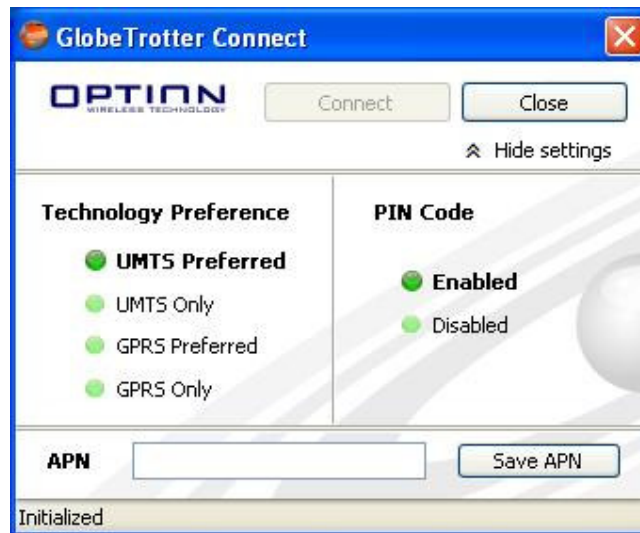 GlobeTrotter Connect
OPTION
WIRELESS TECHNOLOGY
Connect
Close
Hide settings
Technology Preference
PIN Code
UMTS Preferred
Enabled
UMTS Only
Disabled
GPRS Preferred
GPRS Only
APN
Save APN
Initialized